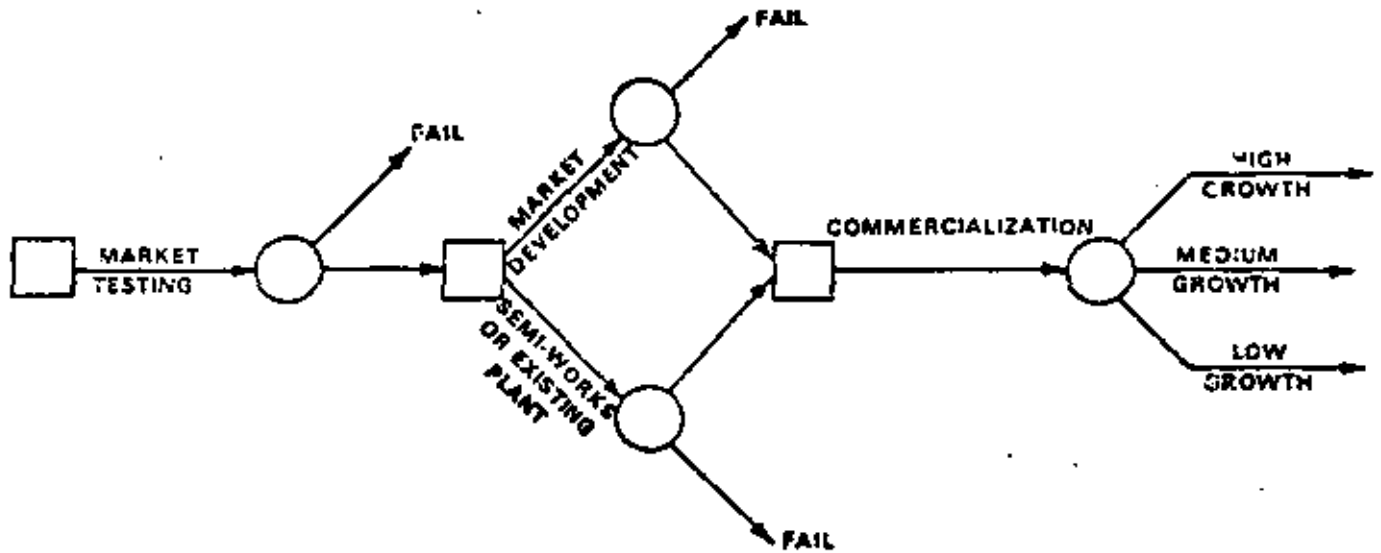 FAIL
FAIL
MARKET
TESTING
MARKET
DEVELOPMENT
SEMI-WORKS
OR EXISTING
PLANT
FAIL
COMMERCIALIZATION
HIGH
GROWTH
MEDIUM
GROWTH
LOW
GROWTH